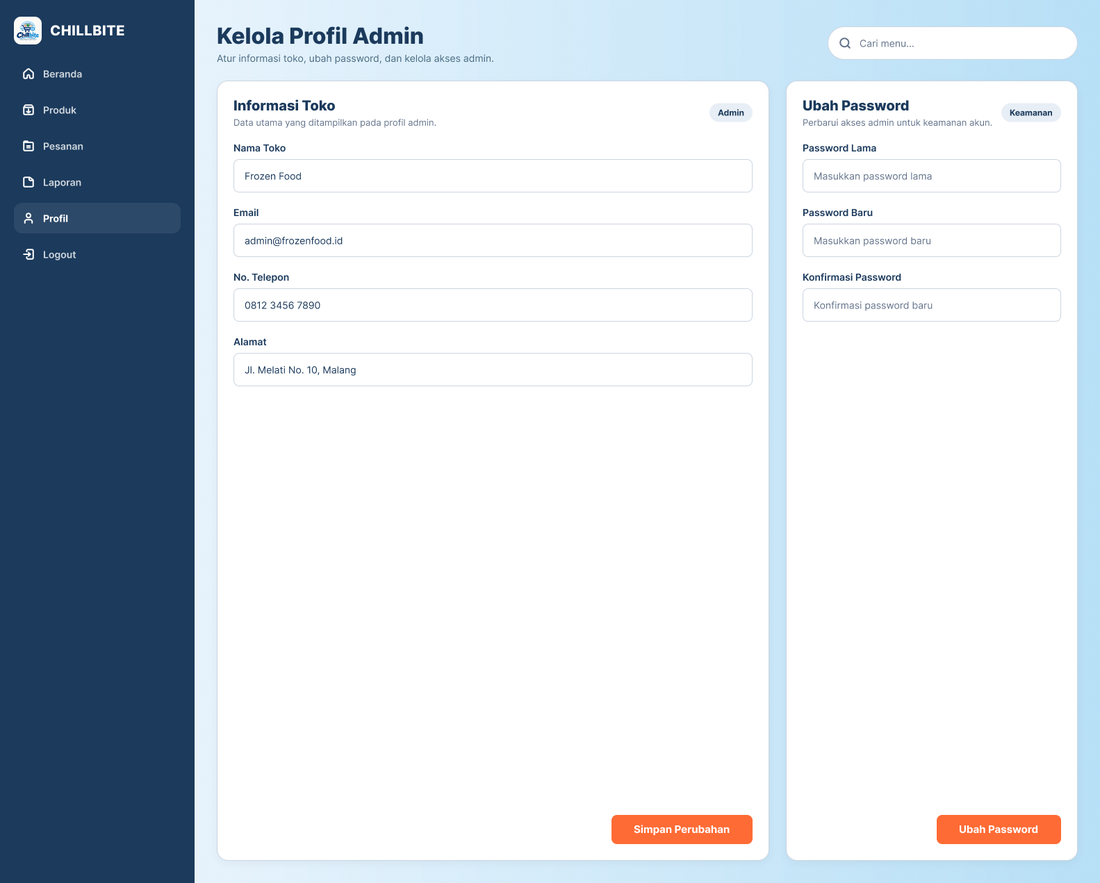 CHILLBITE
Beranda
Produk
Pesanan
Laporan
Profil
Logout
Kelola Profil Admin
Atur informasi toko, ubah password, dan kelola akses admin.
Cari menu...
Informasi Toko
Data utama yang ditampilkan pada profil admin.
Admin
Nama Toko
Frozen Food
Email
admin@frozenfood.id
No. Telepon
0812 3456 7890
Alamat
Jl. Melati No. 10, Malang
Simpan Perubahan
Ubah Password
Perbarui akses admin untuk keamanan akun.
Keamanan
Password Lama
Masukkan password lama
Password Baru
Masukkan password baru
Konfirmasi Password
Konfirmasi password baru
Ubah Password